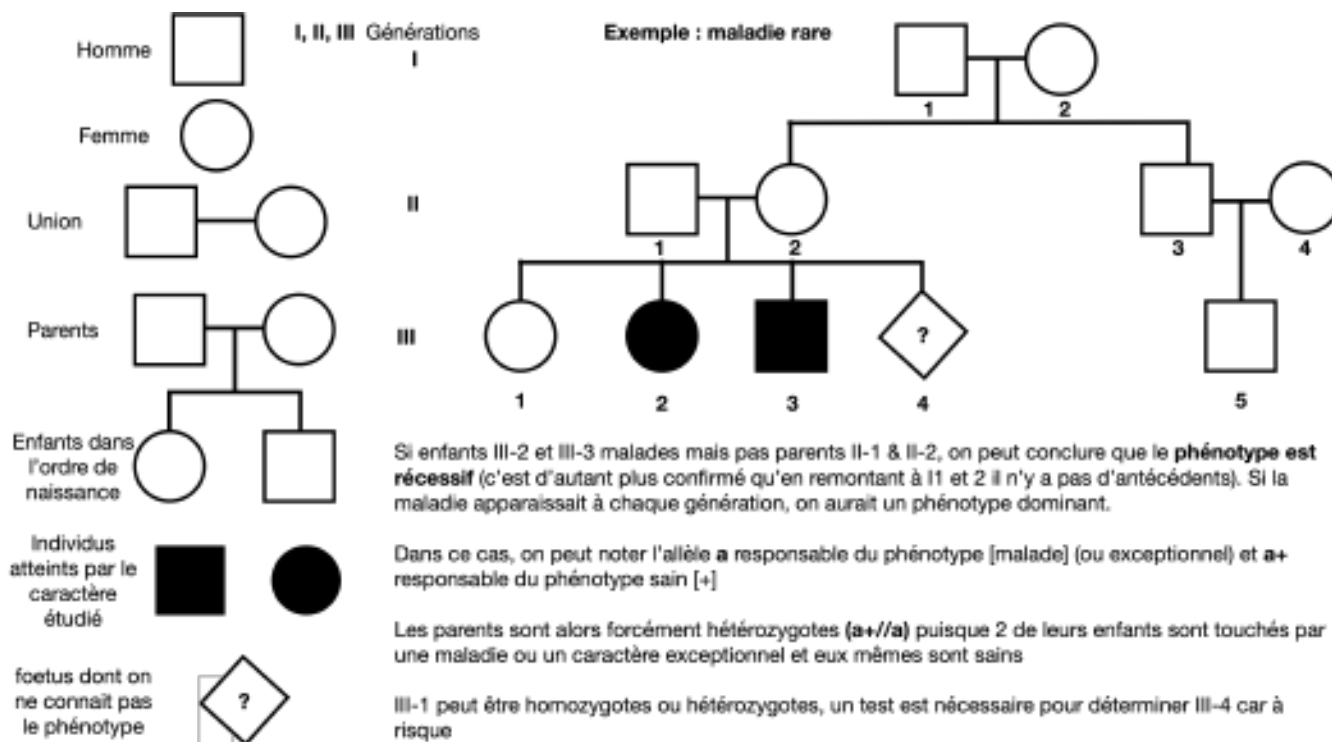 Homme
I, II, III Générations
I
Exemple : maladie rare
1
2
Femme
Union
II
1
2
3
4
Parents
III
?
1
2
3
4
5
Enfants dans
l'ordre de
naissance
Si enfants III-2 et III-3 malades mais pas parents II-1 & II-2, on peut conclure que le phénotype est
récessif (c'est d'autant plus confirmé qu'en remontant à I1 et 2 il n'y a pas d'antécédents). Si la
maladie apparaissait à chaque génération, on aurait un phénotype dominant.
Individus
atteints par le
caractère
étudié
Dans ce cas, on peut noter l'allèle a responsable du phénotype [malade] (ou exceptionnel) et a+
responsable du phénotype sain [+]
Les parents sont alors forcément hétérozygotes (a+//a) puisque 2 de leurs enfants sont touchés par
une maladie ou un caractère exceptionnel et eux mêmes sont sains
foetus dont on
ne connaît pas
le phénotype
?
III-1 peut être homozygotes ou hétérozygotes, un test est nécessaire pour déterminer III-4 car à
risque